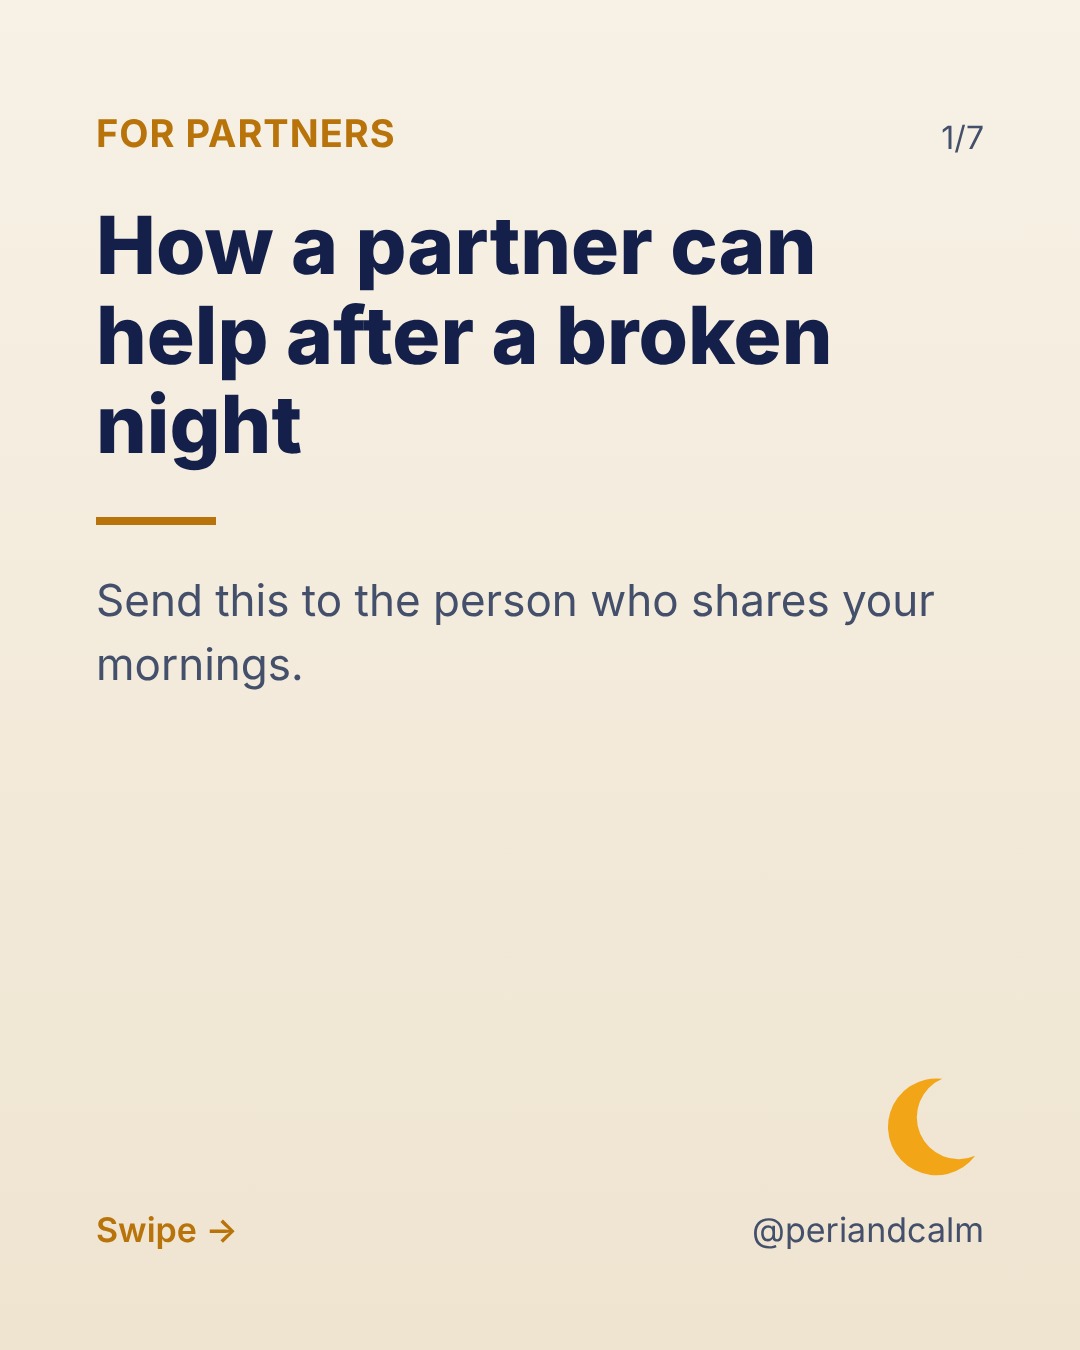 FOR PARTNERS
1/7
How a partner can
help after a broken
night
Send this to the person who shares your
mornings.
Swipe →
@periandcalm